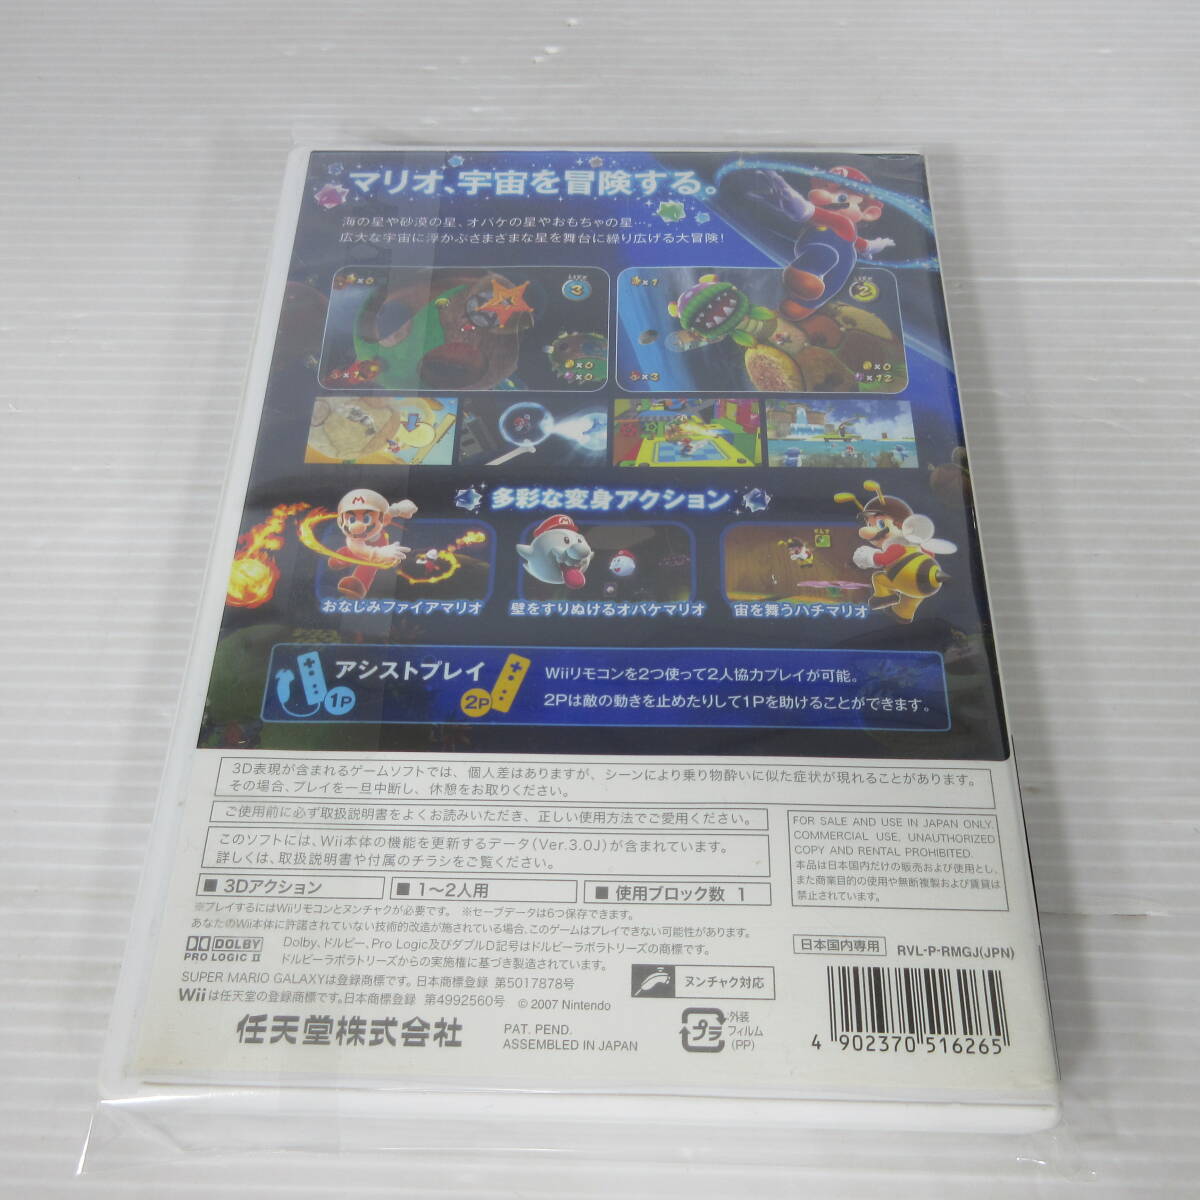 マリオ、宇宙を冒険する。
海の星や砂漠の星、オバケの星やおもちゃの星…。
広大な宇宙に浮かぶさまざまな星を舞台に繰り広げる大冒険!
×0
LIFE
3
×1
×0
×0
×1
LIFE
2
×3
×0
×12
多彩な変身アクション
おなじみファイアマリオ
壁をすりぬけるオバケマリオ
宙を舞うハチマリオ
アシストプレイ
1P
2P
Wiiリモコンを2つ使って2人協力プレイが可能。
2Pは敵の動きを止めたりして1Pを助けることができます。
3D表現が含まれるゲームソフトでは、個人差はありますが、シーンにより乗り物酔いに似た症状が現れることがあります。
その場合、プレイを一旦中断し、休憩をお取りください。
ご使用前に必ず取扱説明書をよくお読みいただき、正しい使用方法でご愛用ください。
このソフトには、Wii本体の機能を更新するデータ(Ver.3.0J)が含まれています。
詳しくは、取扱説明書や付属のチラシをご覧ください。
FOR SALE AND USE IN JAPAN ONLY.
COMMERCIAL USE, UNAUTHORIZED
COPY AND RENTAL PROHIBITED.
本品は日本国内だけの販売および使用とし、
また商業目的の使用や無断複製および賃貸は
禁止されています。
■ 3Dアクション
■ 1〜2人用
■ 使用ブロック数 1
※プレイするにはWiiリモコンとヌンチャクが必要です。 ※セーブデータは6つ保存できます。
あなたのWii本体に許諾されていない技術的改造が施されている場合、このゲームはプレイできない可能性があります。
DOLBY
PRO LOGIC II
Dolby、ドルビー、Pro Logic及びダブルD記号はドルビーラボラトリーズの商標です。
ドルビーラボラトリーズからの実施権に基づき製造されています。
日本国内専用
RVL-P-RMGJ(JPN)
SUPER MARIO GALAXYは登録商標です。日本商標登録 第5017878号
Wiiは任天堂の登録商標です。日本商標登録 第4992560号
© 2007 Nintendo
ヌンチャク対応
任天堂株式会社
PAT. PEND.
ASSEMBLED IN JAPAN
プラ
:外装
フィルム
(PP)
4 902370 516265